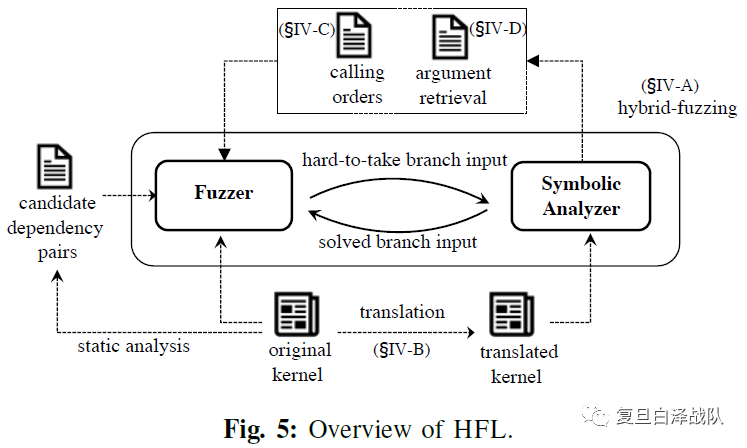 (§IV-C)
(§IV-D)
calling
orders
argument
retrieval
(§IV-A)
hybrid-fuzzing
candidate
dependency
pairs
Fuzzer
hard-to-take branch input
solved branch input
Symbolic
Analyzer
static analysis
original
kernel
translation
(§IV-B)
translated
kernel
复旦白泽战队
Fig. 5: Overview of HFL.